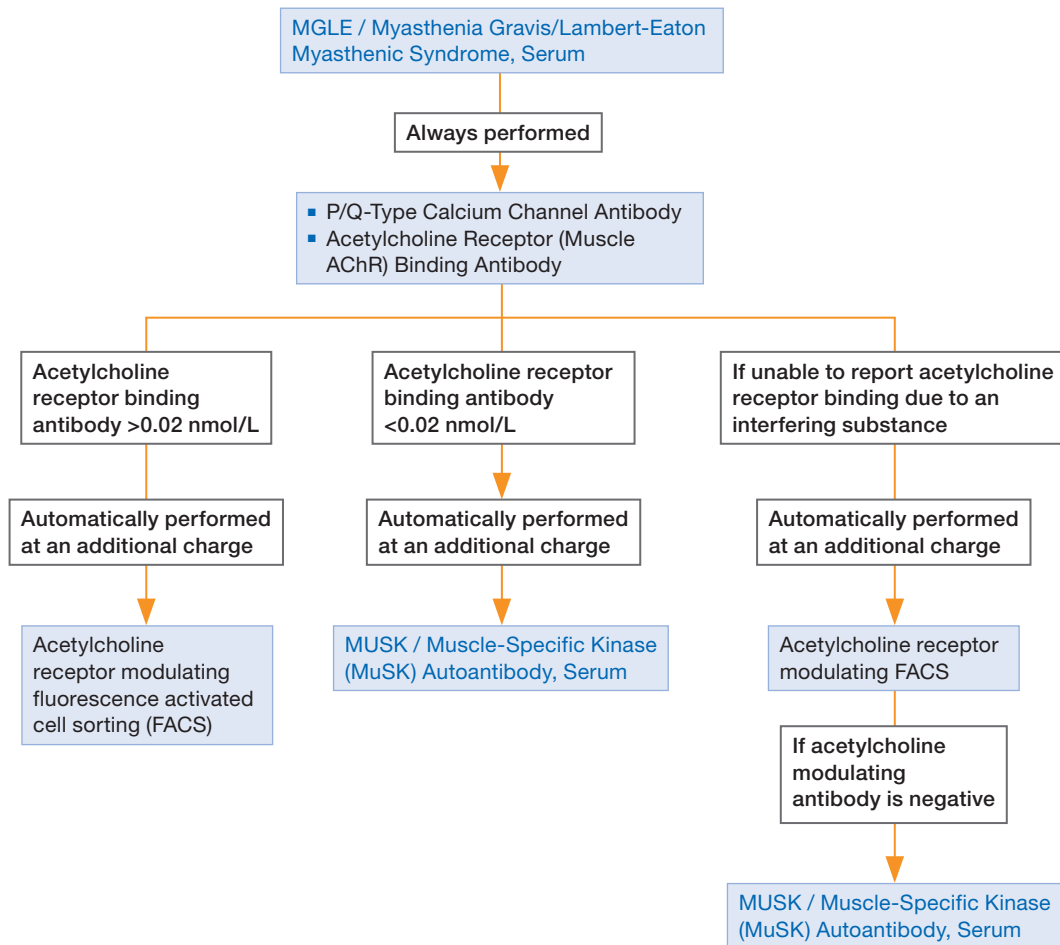 MGLE / Myasthenia Gravis/Lambert-Eaton
Myasthenic Syndrome, Serum
Always performed
▪ P/Q-Type Calcium Channel Antibody
▪ Acetylcholine Receptor (Muscle
AChR) Binding Antibody
Acetylcholine
receptor binding
antibody >0.02 nmol/L
Acetylcholine receptor
binding antibody
<0.02 nmol/L
If unable to report acetylcholine
receptor binding due to an
interfering substance
Automatically performed
at an additional charge
Automatically performed
at an additional charge
Automatically performed
at an additional charge
Acetylcholine
receptor modulating
fluorescence activated
cell sorting (FACS)
MUSK / Muscle-Specific Kinase
(MuSK) Autoantibody, Serum
Acetylcholine receptor
modulating FACS
If acetylcholine
modulating
antibody is negative
MUSK / Muscle-Specific Kinase
(MuSK) Autoantibody, Serum